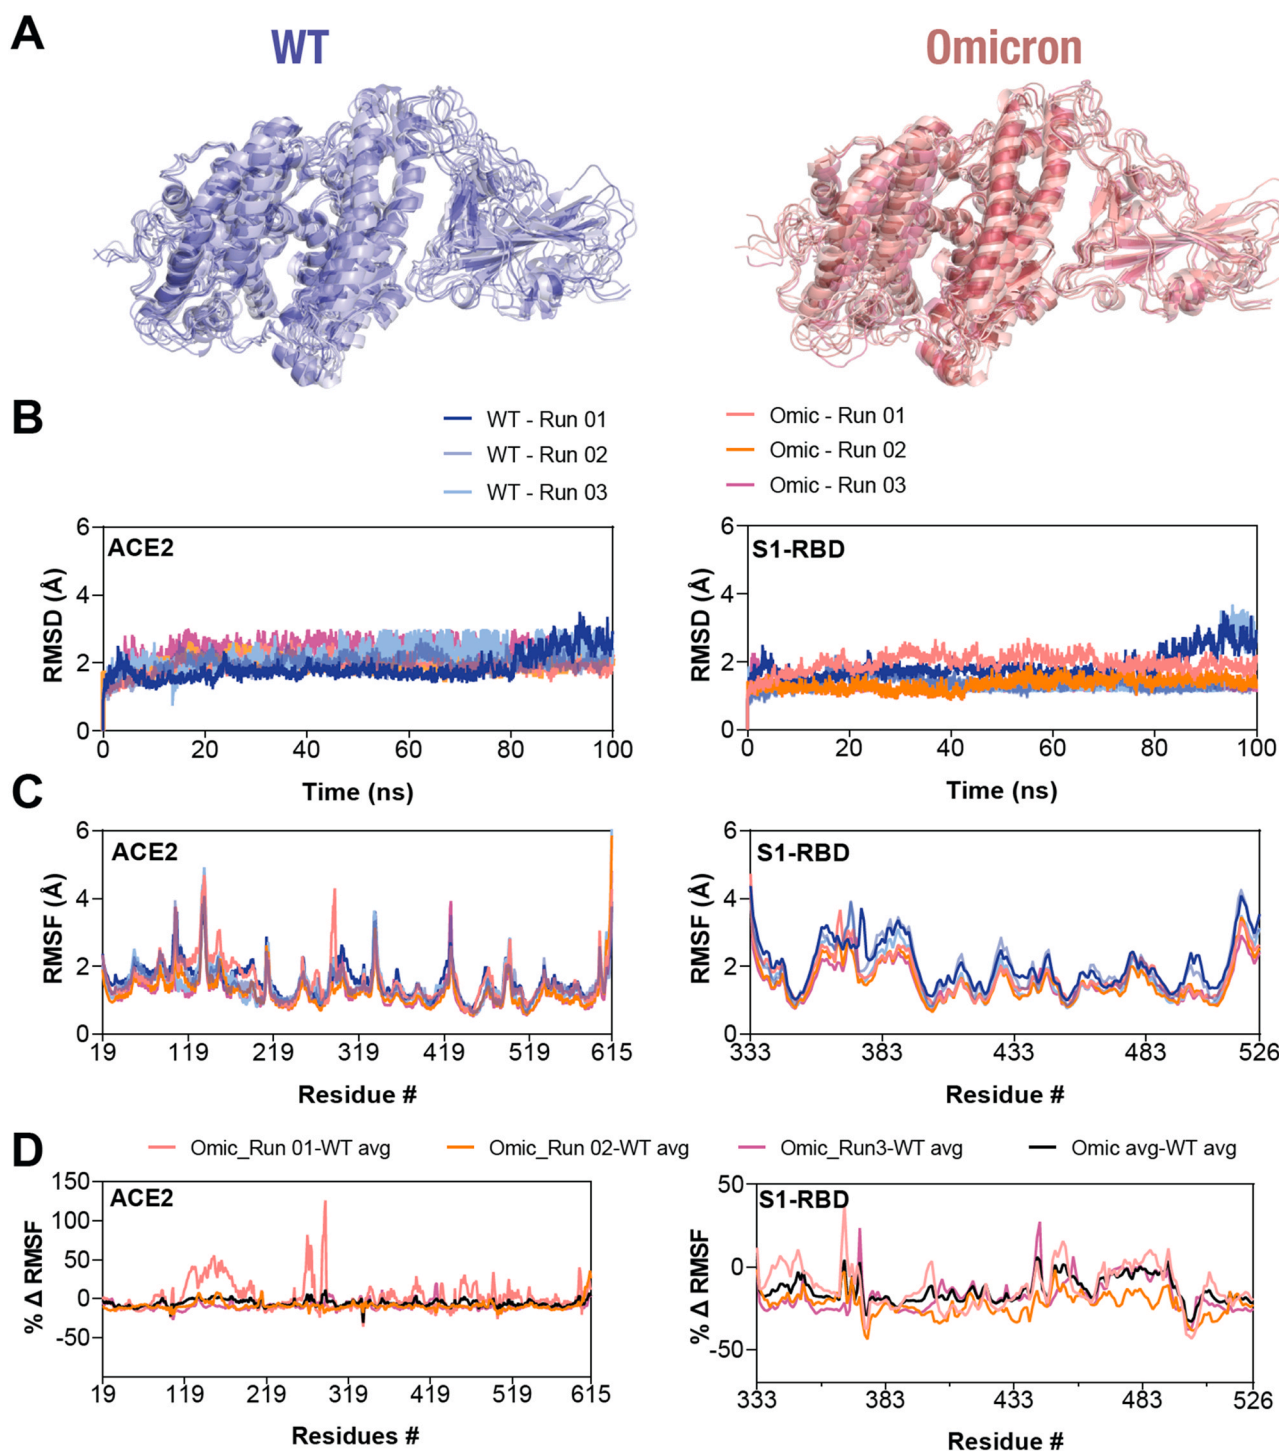 A
WT
Omicron
B
WT - Run 01
WT - Run 02
WT - Run 03
Omic - Run 01
Omic - Run 02
Omic - Run 03
ACE2
RMSD (Å)
6
4
2
0
0 20 40 60 80 100
Time (ns)
S1-RBD
RMSD (Å)
6
4
2
0
0 20 40 60 80 100
Time (ns)
C
ACE2
RMSF (Å)
6
4
2
0
19 119 219 319 419 519 615
Residue #
S1-RBD
RMSF (Å)
6
4
2
0
333 383 433 483 526
Residue #
D
Omic_Run 01-WT avg
Omic_Run 02-WT avg
Omic_Run3-WT avg
Omic avg-WT avg
ACE2
% Δ RMSF
150
100
50
0
-50
19 119 219 319 419 519 615
Residues #
S1-RBD
% Δ RMSF
50
0
-50
333 383 433 483 526
Residue #